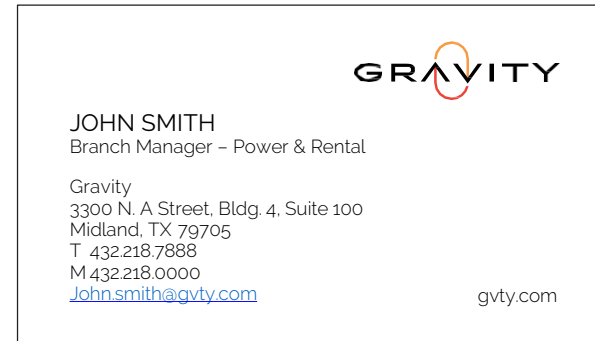 GRAVITY
JOHN SMITH
Branch Manager – Power & Rental
Gravity
3300 N. A Street, Bldg. 4, Suite 100
Midland, TX 79705
T 432.218.7888
M 432.218.0000
John.smith@gvty.com
gvty.com